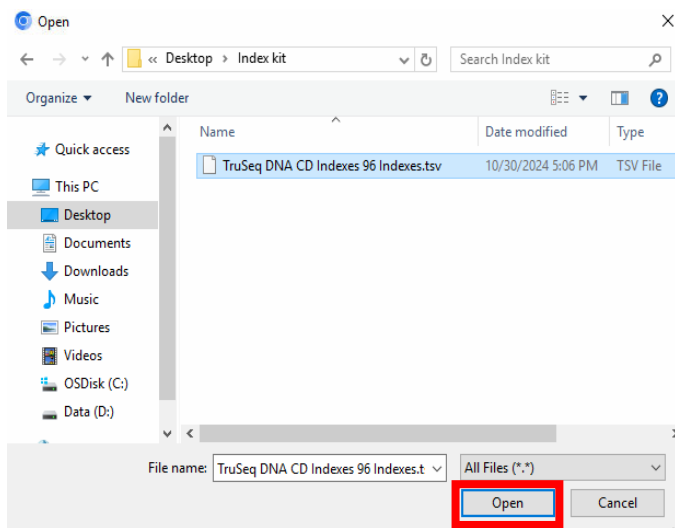 Open
« Desktop > Index kit
Search Index kit
Organize
New folder
Name
Date modified
Type
TruSeq DNA CD Indexes 96 Indexes.tsv
10/30/2024 5:06 PM
TSV File
Quick access
This PC
Desktop
Documents
Downloads
Music
Pictures
Videos
OSDisk (C:)
Data (D:)
File name:
TruSeq DNA CD Indexes 96 Indexes.t
All Files (*.*)
Open
Cancel